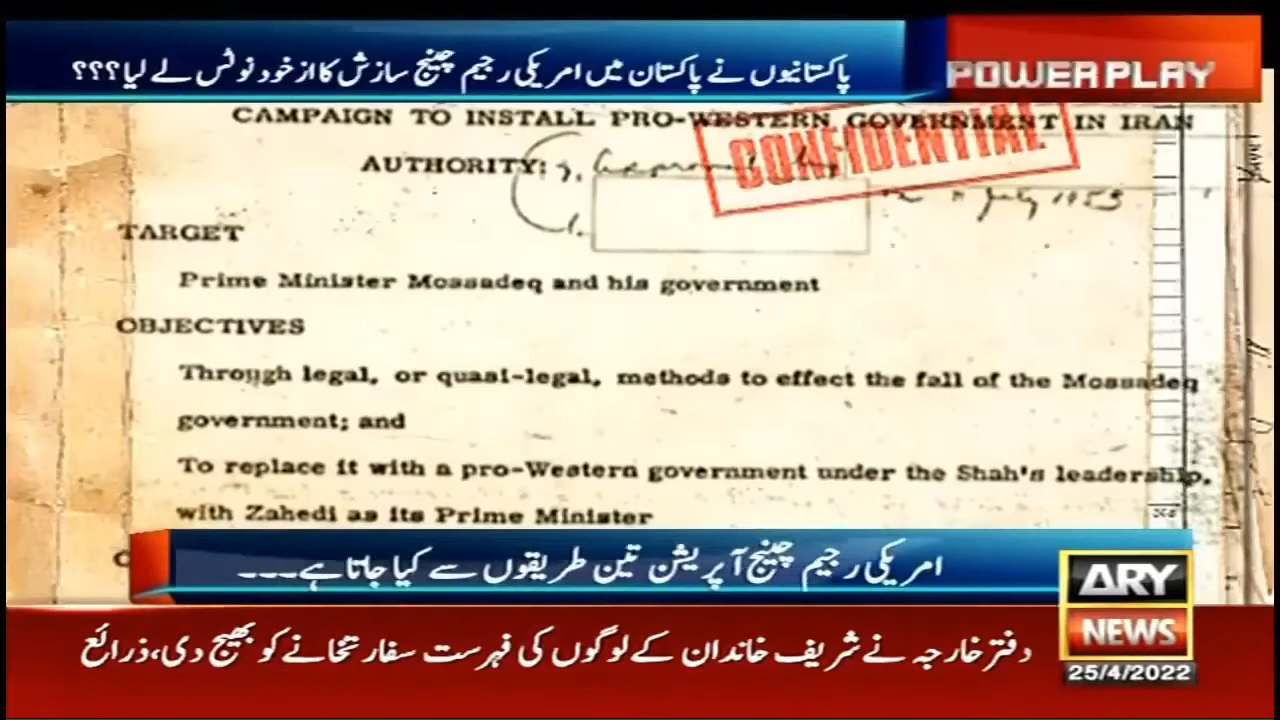 پاکستانیوں نے پاکستان میں امریکی رجیم چینج سازش کا از خود نوٹس لے لیا؟؟؟
POWER PLAY
CAMPAIGN TO INSTALL PRO-WESTERN GOVERNMENT IN IRAN
CONFIDENTIAL
AUTHORITY:
July 1953
TARGET
Prime Minister Mossadeq and his government
OBJECTIVES
Through legal, or quasi-legal, methods to effect the fall of the Mossadeq
government; and
To replace it with a pro-Western government under the Shah's leadership,
with Zahedi as its Prime Minister
امریکی رجیم چینج آپریشن تین طریقوں سے کیا جاتا ہے۔۔۔
ARY
NEWS
دفتر خارجہ نے شریف خاندان کے لوگوں کی فہرست سفارتخانے کو بھیج دی، ذرائع
25/4/2022